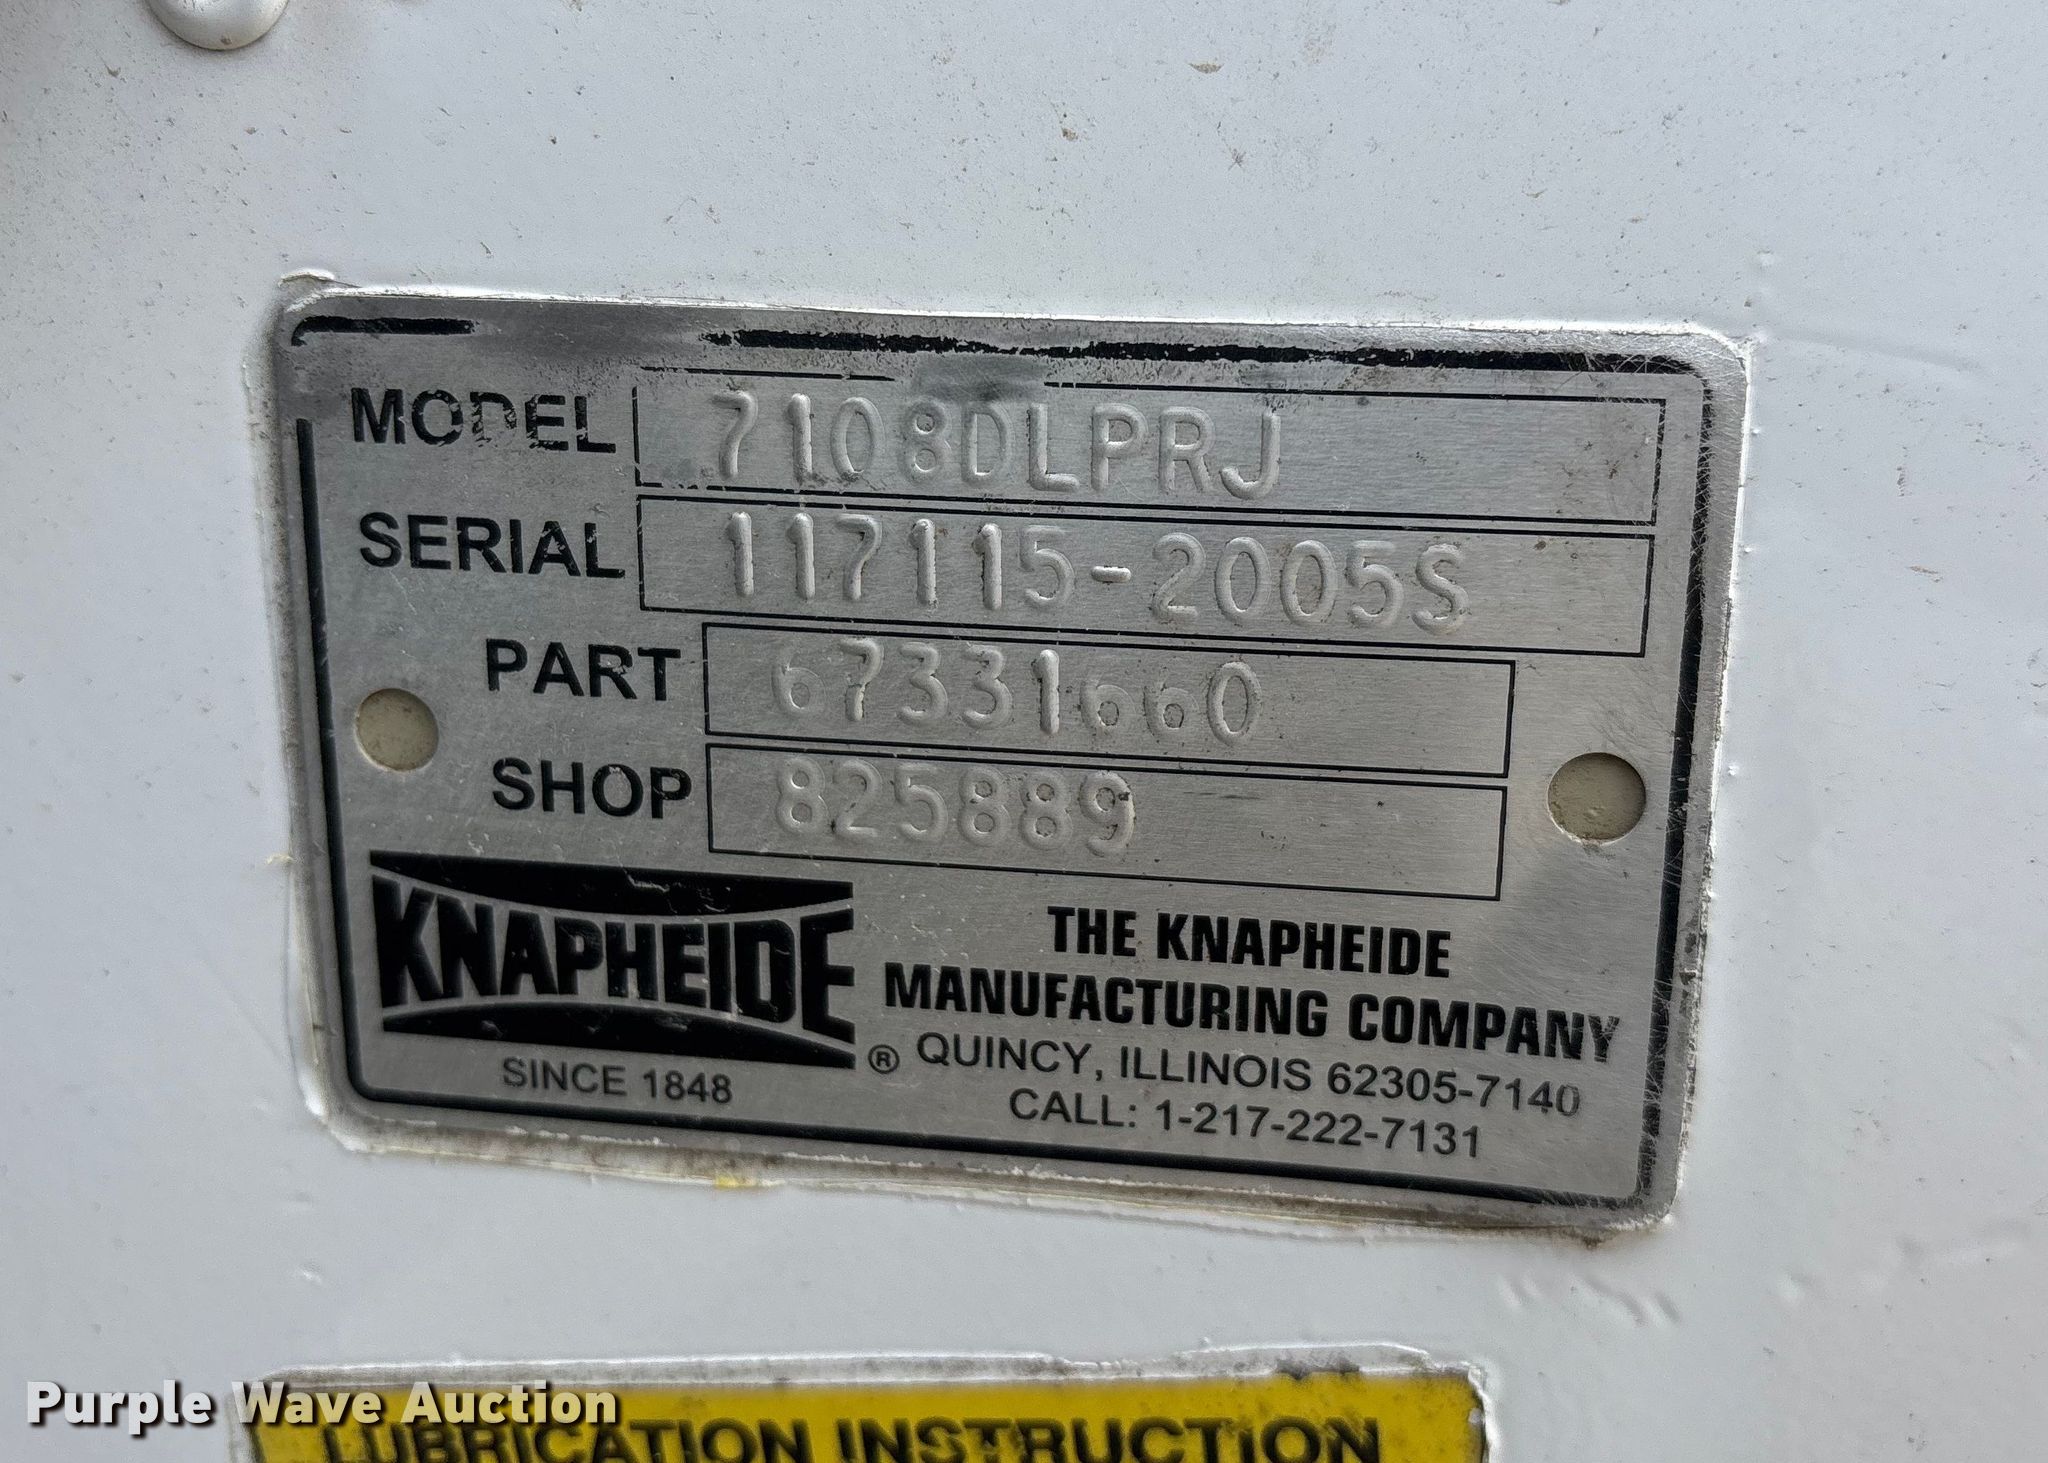 MODEL 7108DLPRJ
SERIAL 117115-2005S
PART 67331660
SHOP 825889
KNAPHEIDE
®
SINCE 1848
THE KNAPHEIDE
MANUFACTURING COMPANY
QUINCY, ILLINOIS 62305-7140
CALL: 1-217-222-7131
LUBRICATION INSTRUCTION
Purple Wave Auction